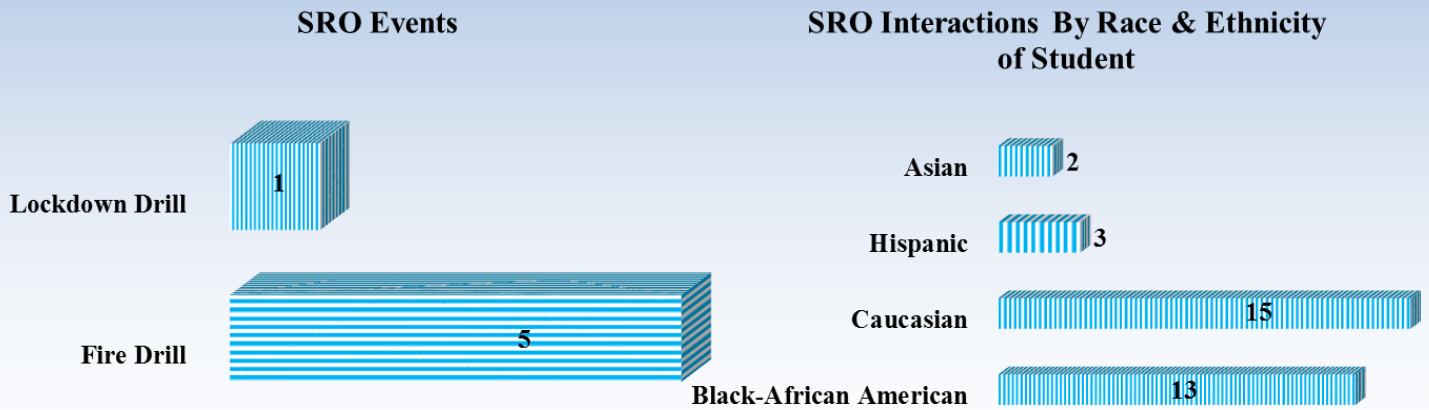 SRO Events
Lockdown Drill
1
Fire Drill
5
SRO Interactions By Race & Ethnicity
of Student
Asian
2
Hispanic
3
Caucasian
15
Black-African American
13